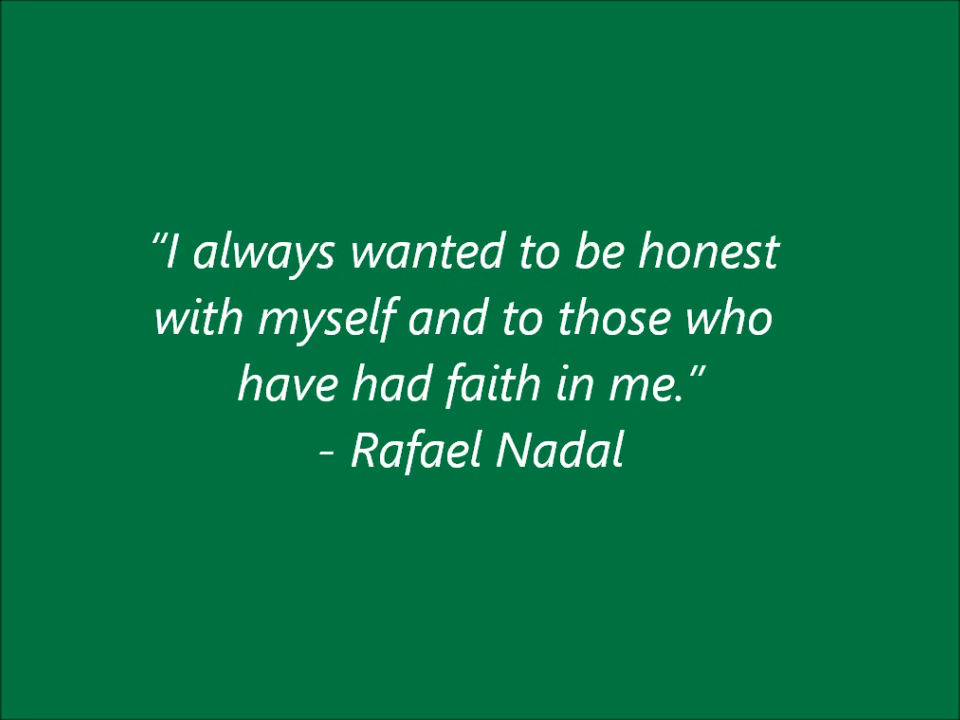 “I always wanted to be honest
with myself and to those who
have had faith in me.”
- Rafael Nadal